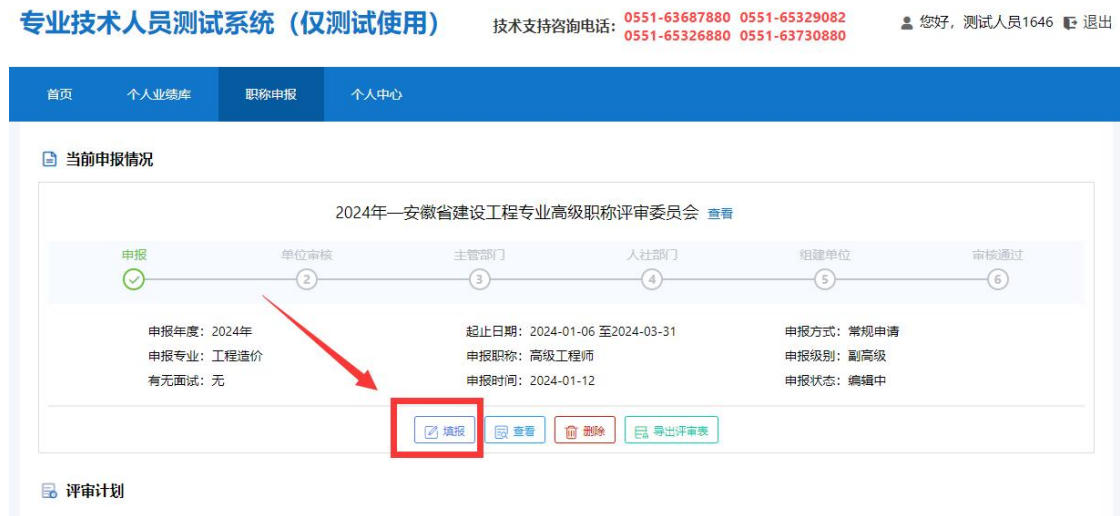 专业技术人员测试系统（仅测试使用）
技术支持咨询电话： 0551-63687880 0551-65329082
0551-65326880 0551-63730880
您好，测试人员1646 退出
首页 个人业绩库 职称申报 个人中心
当前申报情况
2024年—安徽省建设工程专业高级职称评审委员会 查看
申报 单位审核 主管部门 人社部门 组建单位 审核通过
2 3 4 5 6
申报年度：2024年 起止日期：2024-01-06 至2024-03-31 申报方式：常规申请
申报专业：工程造价 申报职称：高级工程师 申报级别：副高级
有无面试：无 申报时间：2024-01-12 申报状态：编辑中
填报 查看 删除 导出评审表
评审计划